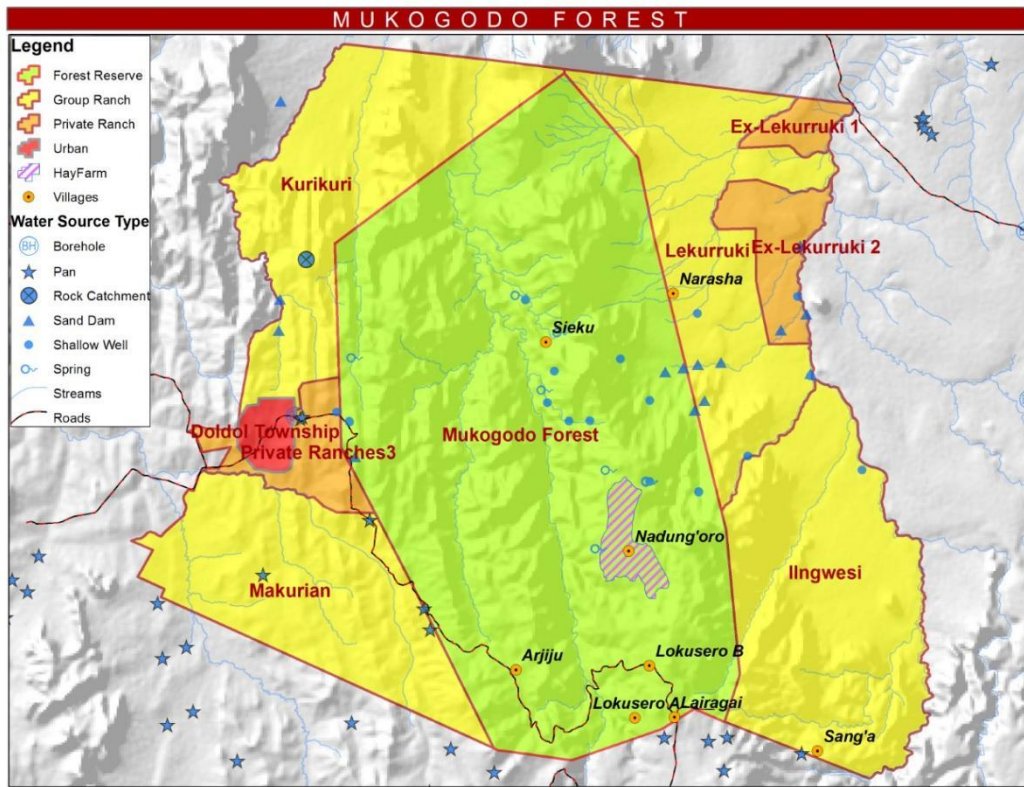 MUKOGODO FOREST
Legend
Forest Reserve
Group Ranch
Private Ranch
Urban
HayFarm
Villages
Water Source Type
BH
Borehole
Pan
Rock Catchment
Sand Dam
Shallow Well
Spring
Streams
Roads
Ex-Lekurruki 1
Kurikuri
Lekurruki
Ex-Lekurruki 2
Narasha
Sieku
Doldol Township
Private Ranches3
Mukogodo Forest
Nadung'oro
IINgwesi
Makurian
Arjiju
Lokusero B
Lokusero A
Lairagai
Sang'a